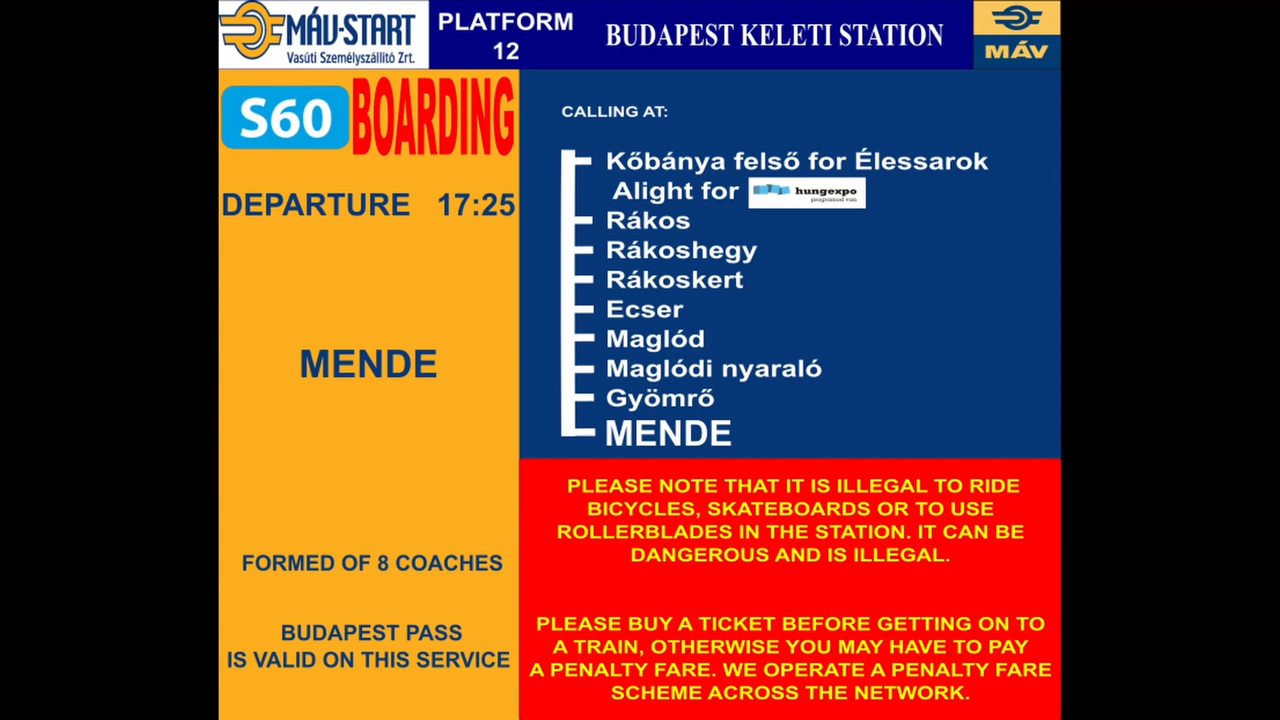 MÁV-START
Vasúti Személyszállító Zrt.
PLATFORM
12
BUDAPEST KELETI STATION
MÁV
S60 BOARDING
DEPARTURE 17:25
MENDE
FORMED OF 8 COACHES
BUDAPEST PASS
IS VALID ON THIS SERVICE
CALLING AT:
Kőbánya felső for Élessarok
Alight for hungexpo
programod van
Rákos
Rákoshegy
Rákoskert
Ecser
Maglód
Maglódi nyaraló
Gyömrő
MENDE
PLEASE NOTE THAT IT IS ILLEGAL TO RIDE
BICYCLES, SKATEBOARDS OR TO USE
ROLLERBLADES IN THE STATION. IT CAN BE
DANGEROUS AND IS ILLEGAL.
PLEASE BUY A TICKET BEFORE GETTING ON TO
A TRAIN, OTHERWISE YOU MAY HAVE TO PAY
A PENALTY FARE. WE OPERATE A PENALTY FARE
SCHEME ACROSS THE NETWORK.